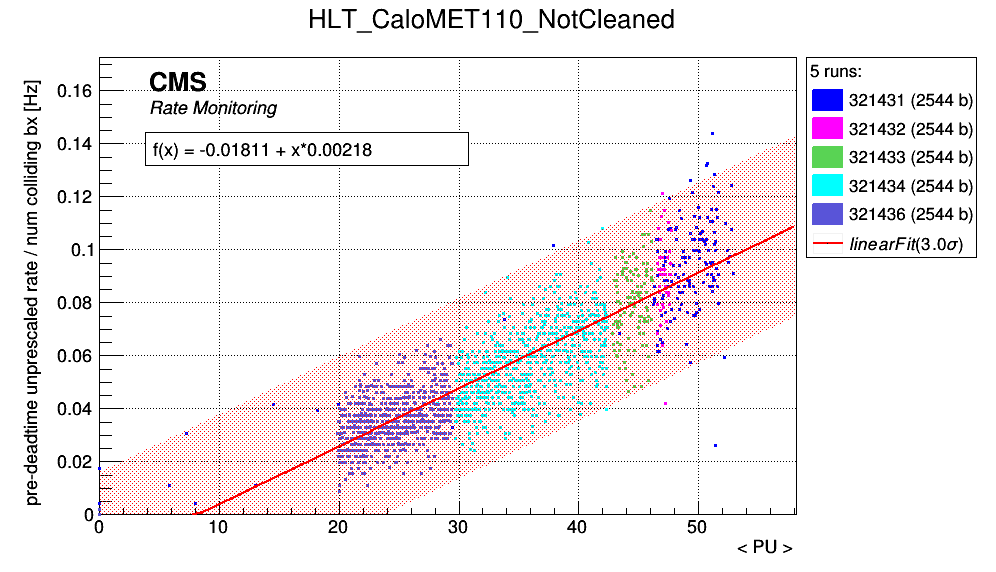 HLT_CaloMET110_NotCleaned
pre-deadtime unprescaled rate / num colliding bx [Hz]
0.16
0.14
0.12
0.1
0.08
0.06
0.04
0.02
0
CMS
Rate Monitoring
f(x) = -0.01811 + x*0.00218
0 10 20 30 40 50
< PU >
5 runs:
321431 (2544 b)
321432 (2544 b)
321433 (2544 b)
321434 (2544 b)
321436 (2544 b)
linearFit(3.0σ)